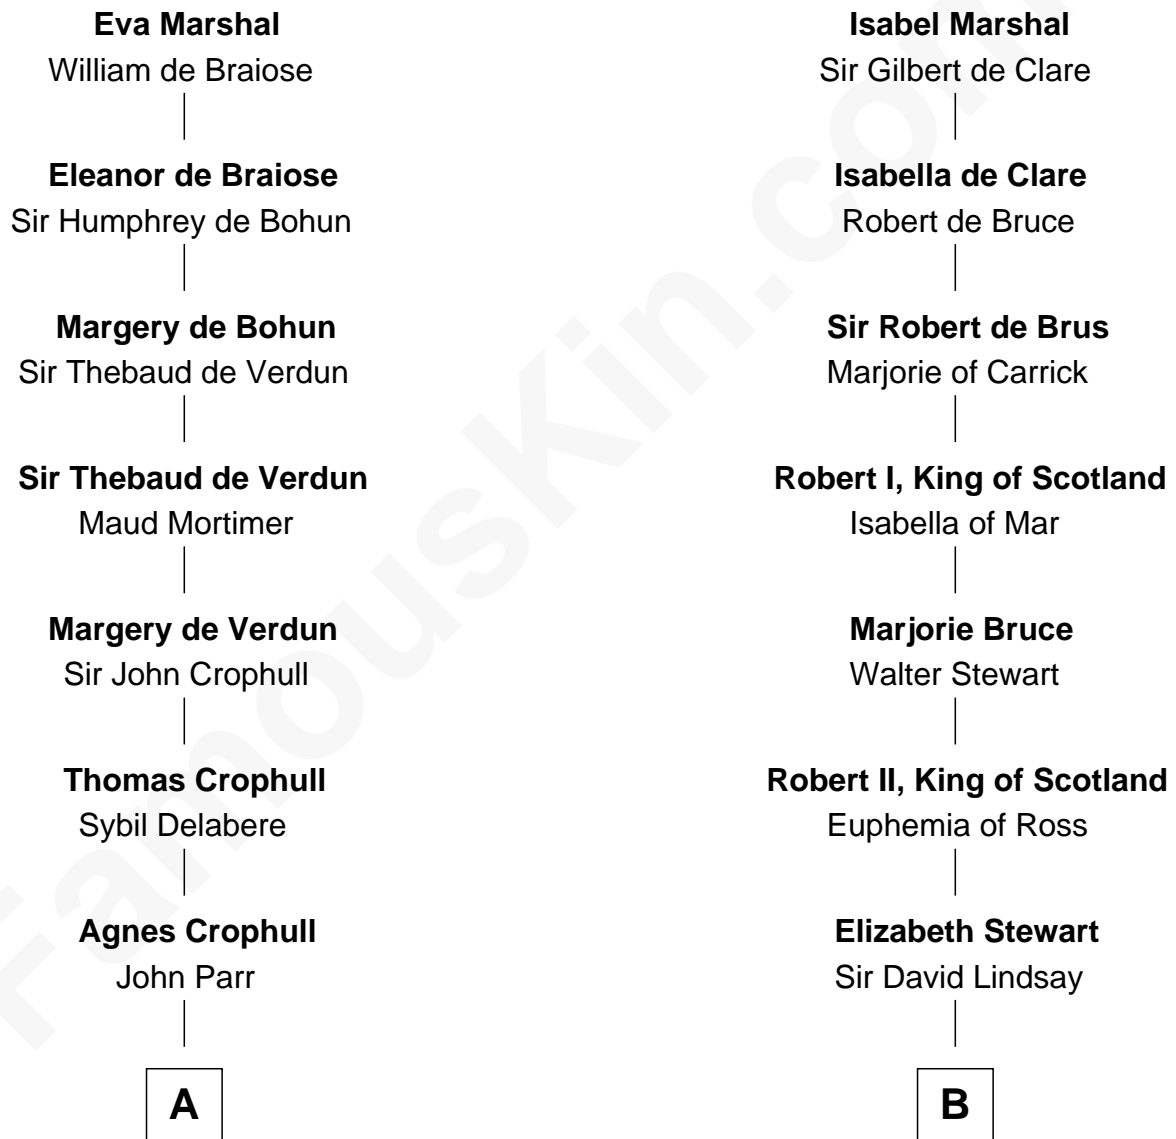 Eva Marshal
William de Braiose
Eleanor de Braiose
Sir Humphrey de Bohun
Margery de Bohun
Sir Thebaud de Verdun
Sir Thebaud de Verdun
Maud Mortimer
Margery de Verdun
Sir John Crophull
Thomas Crophull
Sybil Delabere
Agnes Crophull
John Parr
A
Isabel Marshal
Sir Gilbert de Clare
Isabella de Clare
Robert de Bruce
Sir Robert de Brus
Marjorie of Carrick
Robert I, King of Scotland
Isabella of Mar
Marjorie Bruce
Walter Stewart
Robert II, King of Scotland
Euphemia of Ross
Elizabeth Stewart
Sir David Lindsay
B
FamousKin.com